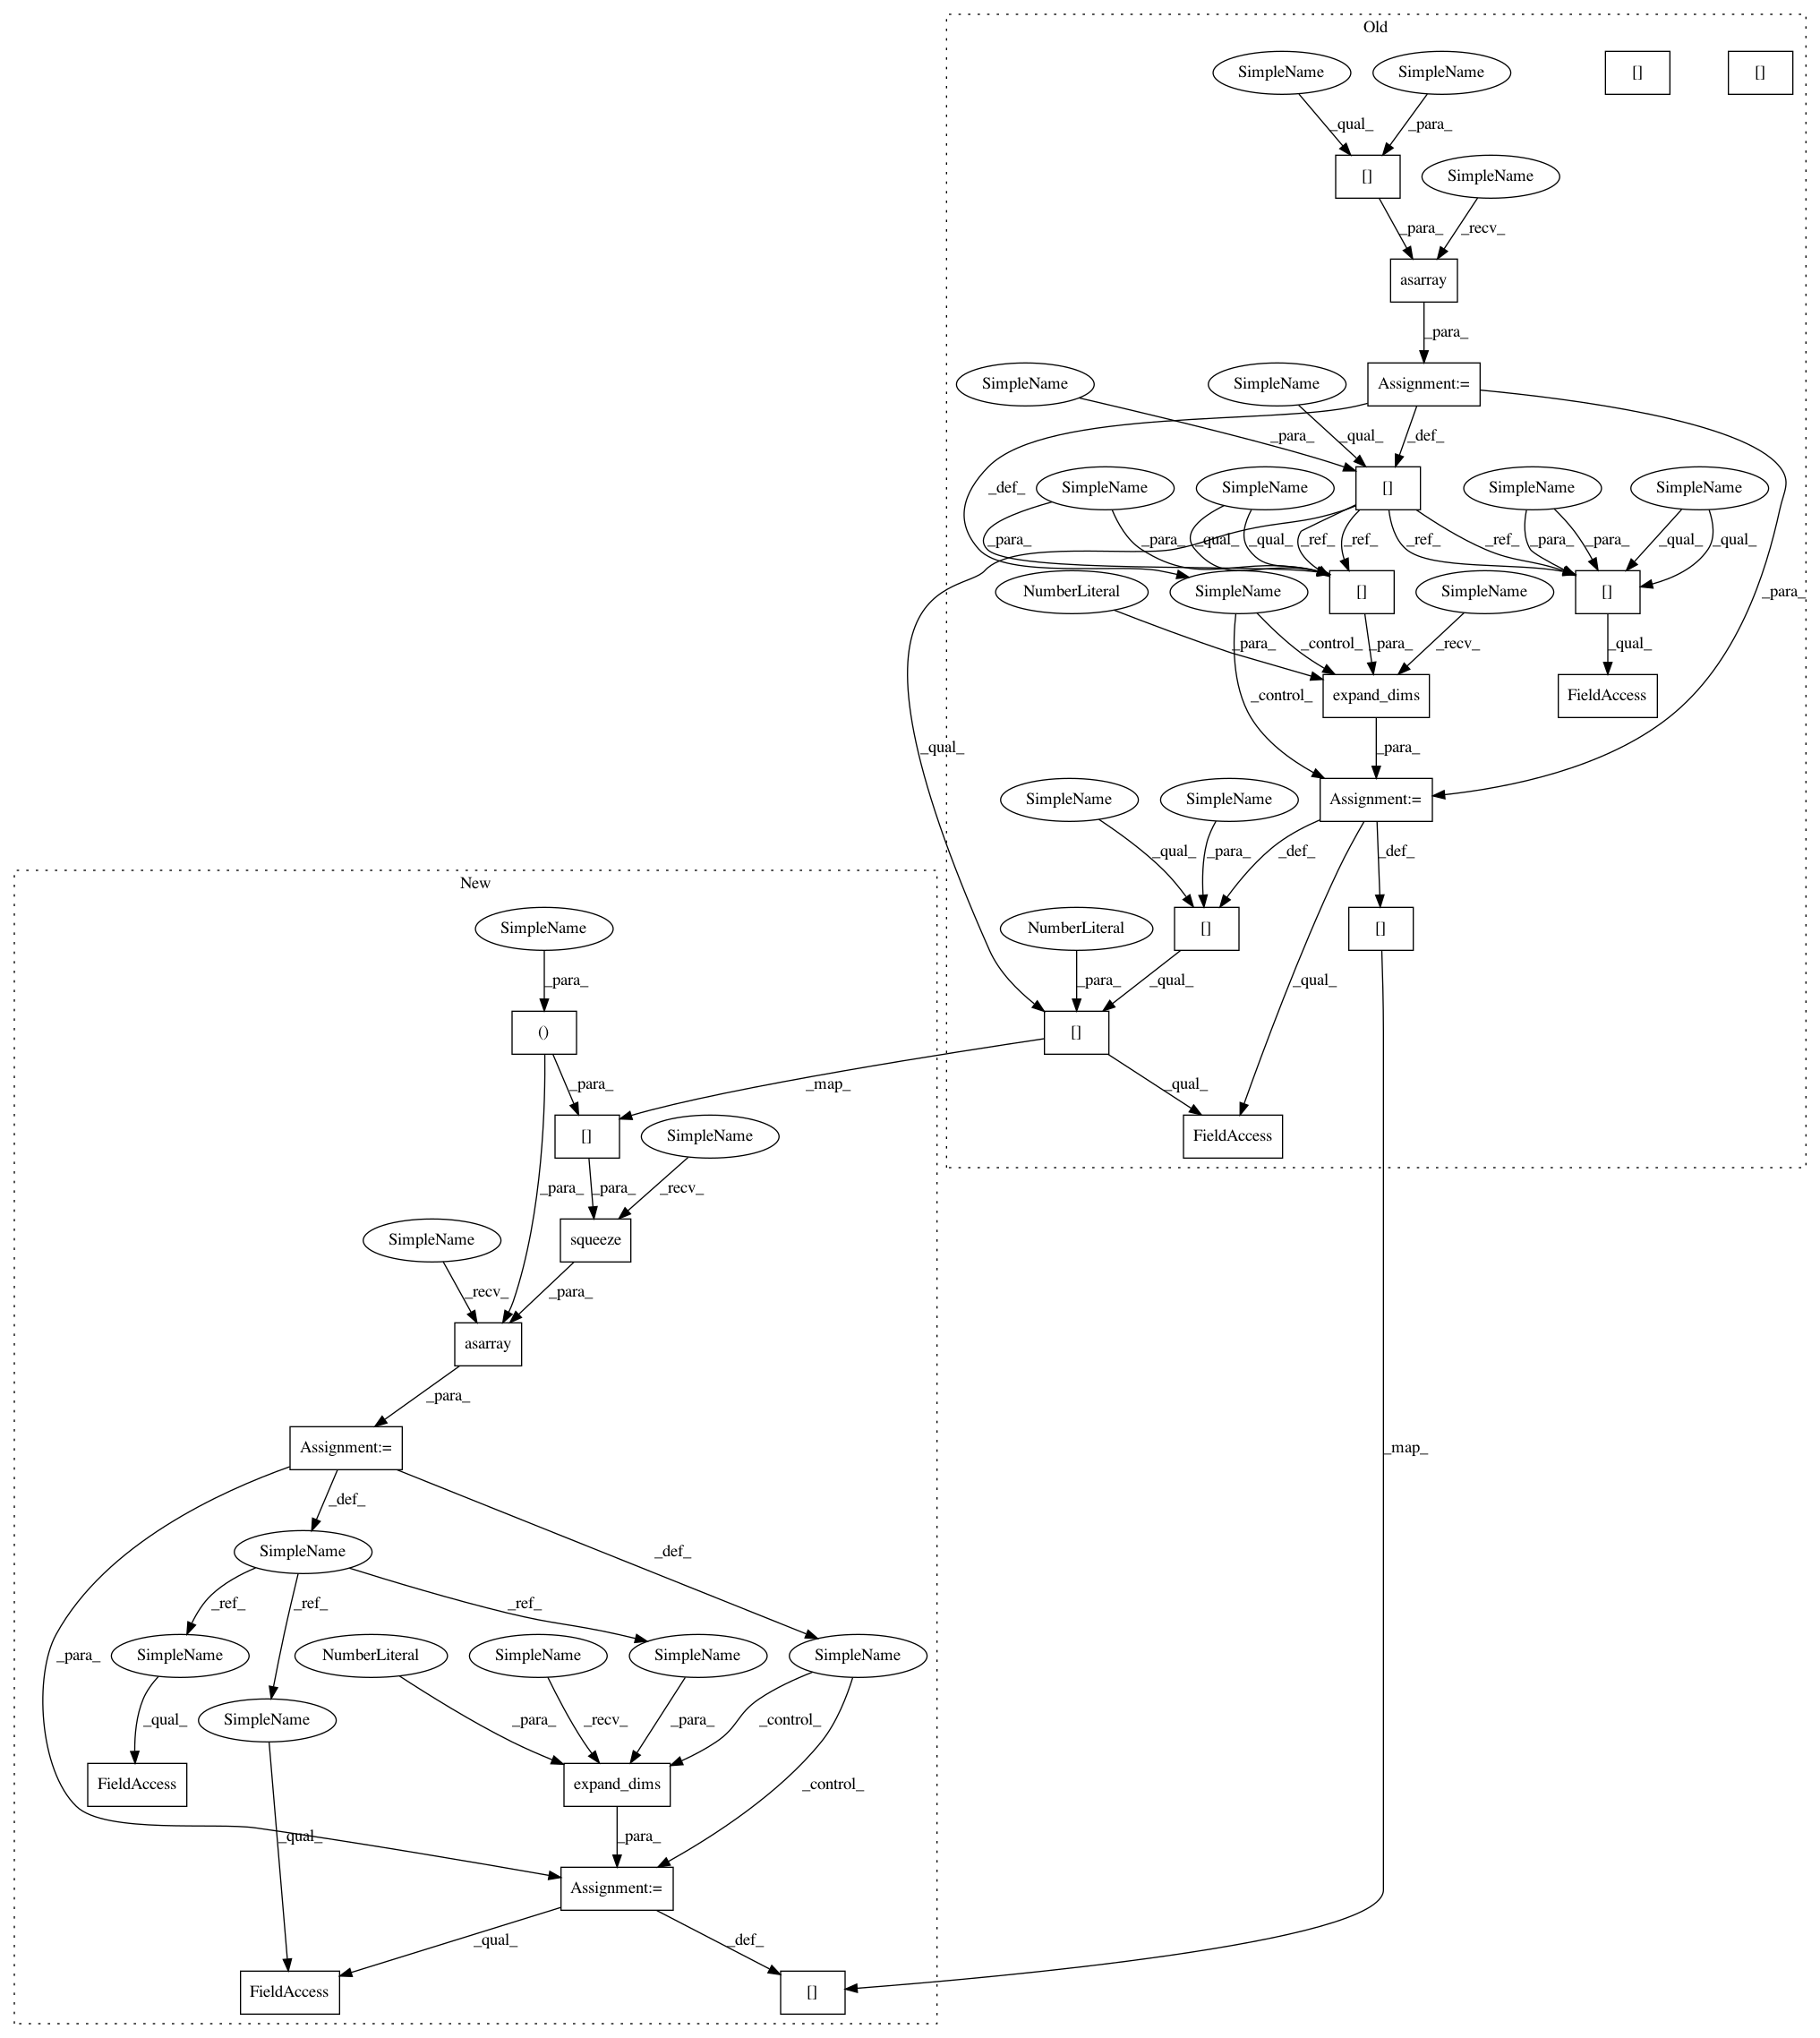 Old
SimpleName
SimpleName
[]
[]
_qual_
_para_
[]
SimpleName
_para_
_recv_
asarray
_para_
SimpleName
SimpleName
Assignment:=
_para_
_qual_
_def_
_def_
SimpleName
SimpleName
[]
SimpleName
SimpleName
_para_
_para_
_qual_
_qual_
_ref_
_ref_
_ref_
_ref_
_para_
_para_
_qual_
_qual_
NumberLiteral
SimpleName
[]
SimpleName
[]
_para_
_para_
_control_
_para_
_recv_
_qual_
expand_dims
FieldAccess
_control_
_qual_
_para_
SimpleName
SimpleName
Assignment:=
_qual_
_para_
_def_
_def_
New
SimpleName
NumberLiteral
[]
[]
_para_
_para_
_qual_
_qual_
()
[]
_para_
_map_
_qual_
[]
SimpleName
FieldAccess
_para_
_para_
_recv_
SimpleName
squeeze
_recv_
_para_
asarray
_para_
Assignment:=
_map_
_def_
SimpleName
_def_
_ref_
_ref_
_ref_
_para_
SimpleName
NumberLiteral
SimpleName
SimpleName
SimpleName
SimpleName
_qual_
_para_
_recv_
_para_
_control_
FieldAccess
expand_dims
_control_
_qual_
_para_
Assignment:=
_qual_
_def_
FieldAccess
[]